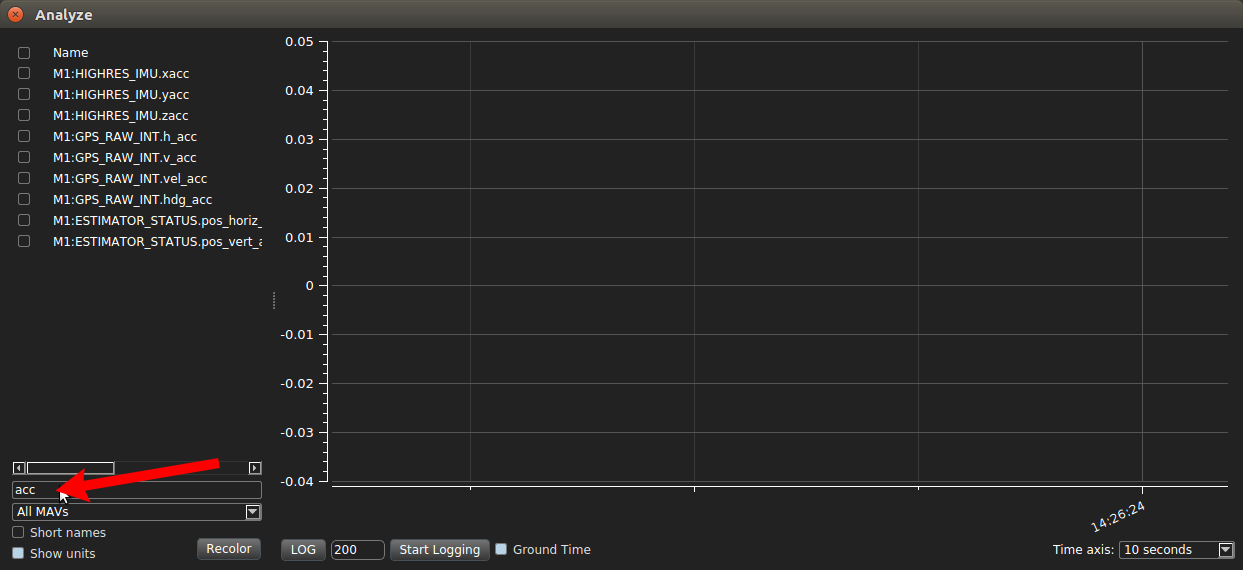 Analyze
Name
M1:HIGHRES_IMU.xacc
M1:HIGHRES_IMU.yacc
M1:HIGHRES_IMU.zacc
M1:GPS_RAW_INT.h_acc
M1:GPS_RAW_INT.v_acc
M1:GPS_RAW_INT.vel_acc
M1:GPS_RAW_INT.hdg_acc
M1:ESTIMATOR_STATUS.pos_horiz_
M1:ESTIMATOR_STATUS.pos_vert_a
acc
All MAVs
Short names
Show units
Recolor
0.05
0.04
0.03
0.02
0.01
0
-0.01
-0.02
-0.03
-0.04
14:26:24
LOG 200 Start Logging Ground Time
Time axis: 10 seconds